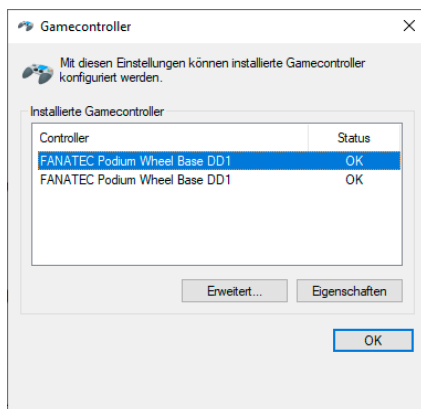 Gamecontroller
Mit diesen Einstellungen können installierte Gamecontroller
konfiguriert werden.
Installierte Gamecontroller
Controller Status
FANATEC Podium Wheel Base DD1 OK
FANATEC Podium Wheel Base DD1 OK
Erweitert... Eigenschaften
OK